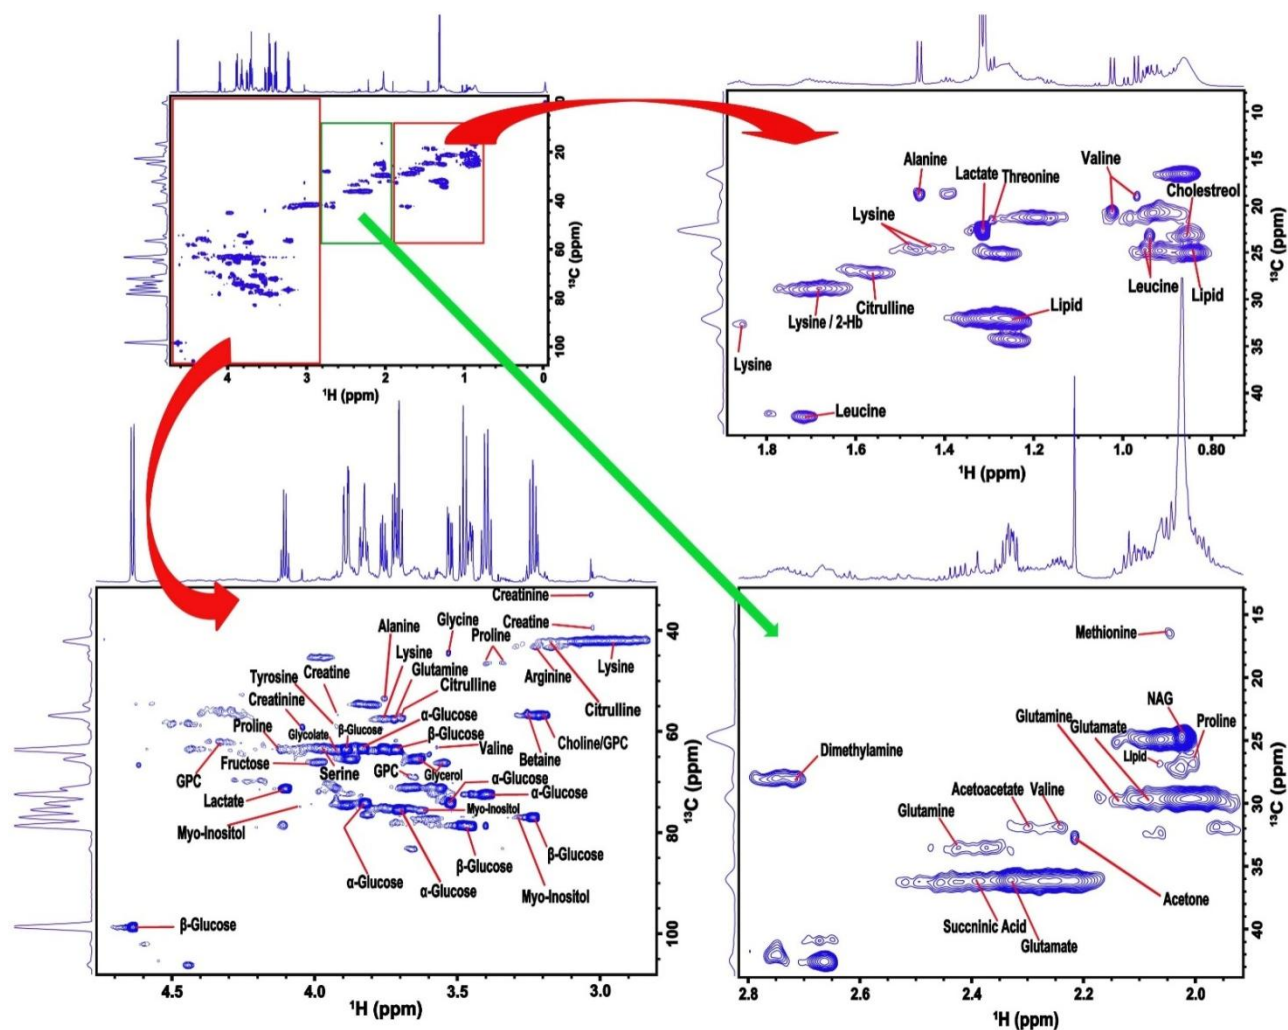 20
40
60
80
100
¹³C (ppm)
4
3
2
1
0
¹H (ppm)
10
15
20
25
30
35
40
¹³C (ppm)
Alanine
Lactate
Threonine
Valine
Cholestreol
Lysine
Lysine / 2-Hb
Citrulline
Lipid
Leucine
Lipid
Lysine
Leucine
1.8
1.6
1.4
1.2
1.0
0.80
¹H (ppm)
Creatinine
Creatine
Alanine
Glycine
Proline
Lysine
Glutamine
Citrulline
Tyrosine
Creatine
Creatinine
Arginine
Lysine
Citrulline
α-Glucose
Proline
Glycolate
β-Glucose
β-Glucose
Valine
Betaine
Choline/GPC
GPC
Fructose
Serine
GPC
Glycerol
α-Glucose
Lactate
α-Glucose
Myo-Inositol
Myo-Inositol
β-Glucose
β-Glucose
α-Glucose
α-Glucose
Myo-Inositol
β-Glucose
40
60
80
100
¹³C (ppm)
4.5
4.0
3.5
3.0
¹H (ppm)
15
20
25
30
35
40
¹³C (ppm)
Methionine
NAG
Glutamine
Glutamate
Proline
Dimethylamine
Lipid
Acetoacetate
Valine
Glutamine
Acetone
Succninic Acid
Glutamate
2.8
2.6
2.4
2.2
2.0
¹H (ppm)